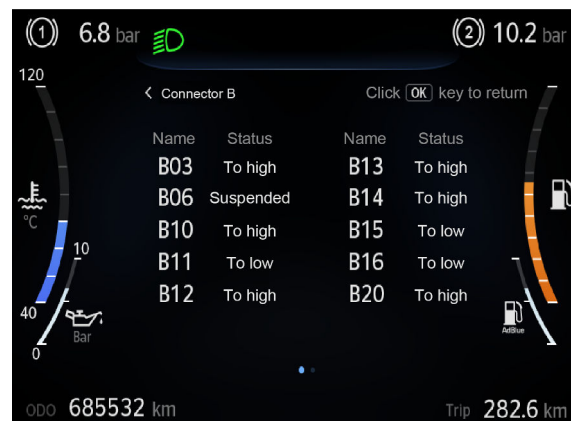 (1) 6.8 bar (2) 10.2 bar
120
< Connector B Click OK key to return
Name Status Name Status
B03 To high B13 To high
B06 Suspended B14 To high
°C
B10 To high B15 To low
10
B11 To low B16 To low
B12 To high B20 To high
40
Bar AdBlue
0
ODO 685532 km Trip 282.6 km